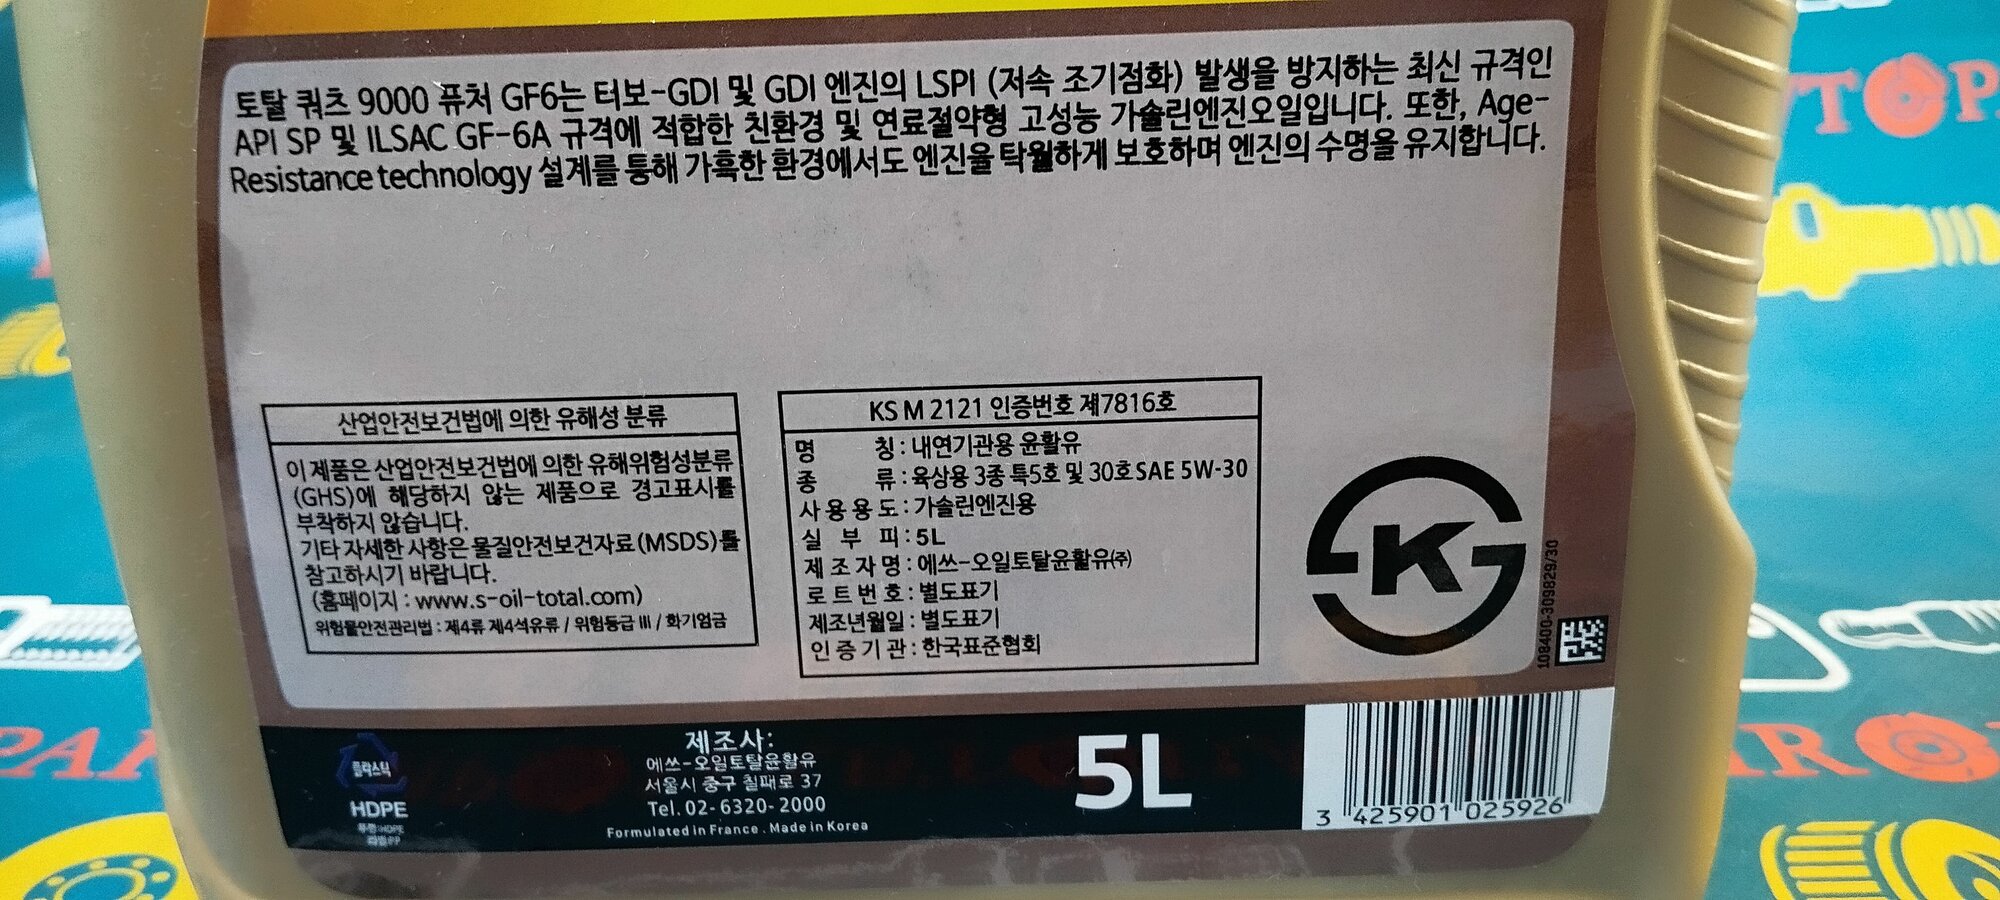 토탈 쿼츠 9000 퓨처 GF6는 터보-GDI 및 GDI 엔진의 LSPI (저속 조기점화) 발생을 방지하는 최신 규격인
API SP 및 ILSAC GF-6A 규격에 적합한 친환경 및 연료절약형 고성능 가솔린엔진오일입니다. 또한, Age-
Resistance technology 설계를 통해 가혹한 환경에서도 엔진을 탁월하게 보호하며 엔진의 수명을 유지합니다.
산업안전보건법에 의한 유해성 분류
이 제품은 산업안전보건법에 의한 유해위험성분류
(GHS)에 해당하지 않는 제품으로 경고표시를
부착하지 않습니다.
기타 자세한 사항은 물질안전보건자료(MSDS)를
참고하시기 바랍니다.
(홈페이지 : www.s-oil-total.com)
위험물안전관리법 : 제4류 제4석유류 / 위험등급 III / 화기엄금
KS M 2121 인증번호 제7816호
명 칭 : 내연기관용 윤활유
종 류 : 육상용 3종 특5호 및 30호 SAE 5W-30
사 용 용 도 : 가솔린엔진용
실 부 피 : 5L
제 조 자 명 : 에쓰-오일토탈윤활유㈜
로 트 번 호 : 별도표기
제조년월일 : 별도표기
인 증 기 관 : 한국표준협회
K
108400-309829/30
플라스틱
HDPE
뚜껑:HDPE
라벨:PP
제조사:
에쓰-오일토탈윤활유
서울시 중구 칠패로 37
Tel. 02- 6320- 2000
Formulated in France . Made in Korea
5L
3 425901 025926